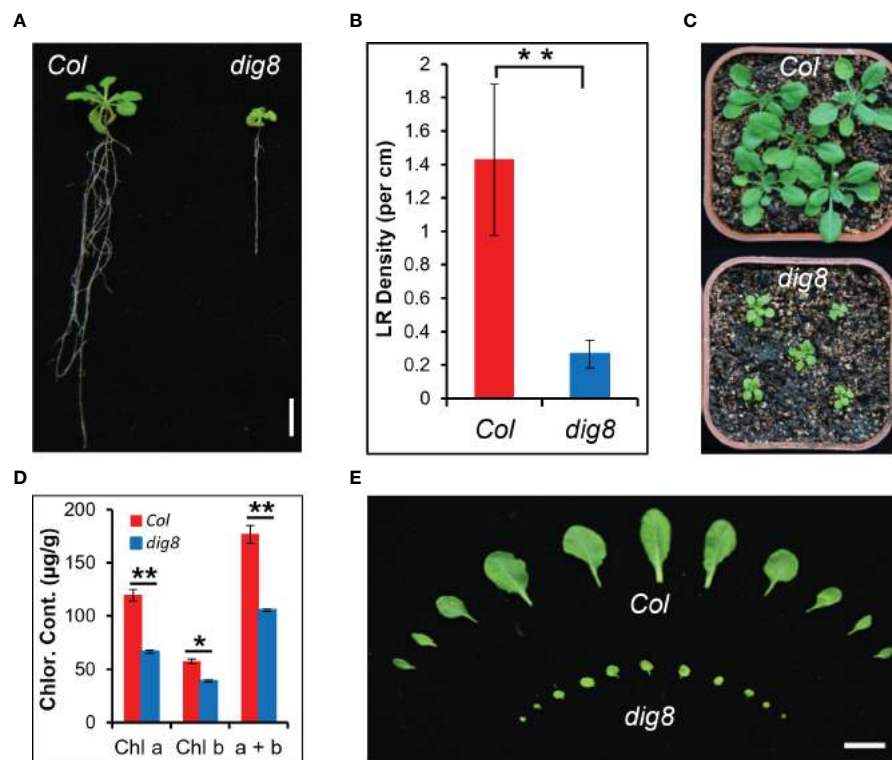 A
Col
dig8
B
* *
2
1.8
1.6
1.4
1.2
1
0.8
0.6
0.4
0.2
0
LR Density (per cm)
Col
dig8
C
Col
dig8
D
200
150
100
50
0
Chlor. Cont. (µg/g)
Col
dig8
**
*
**
Chl a
Chl b
a + b
E
Col
dig8